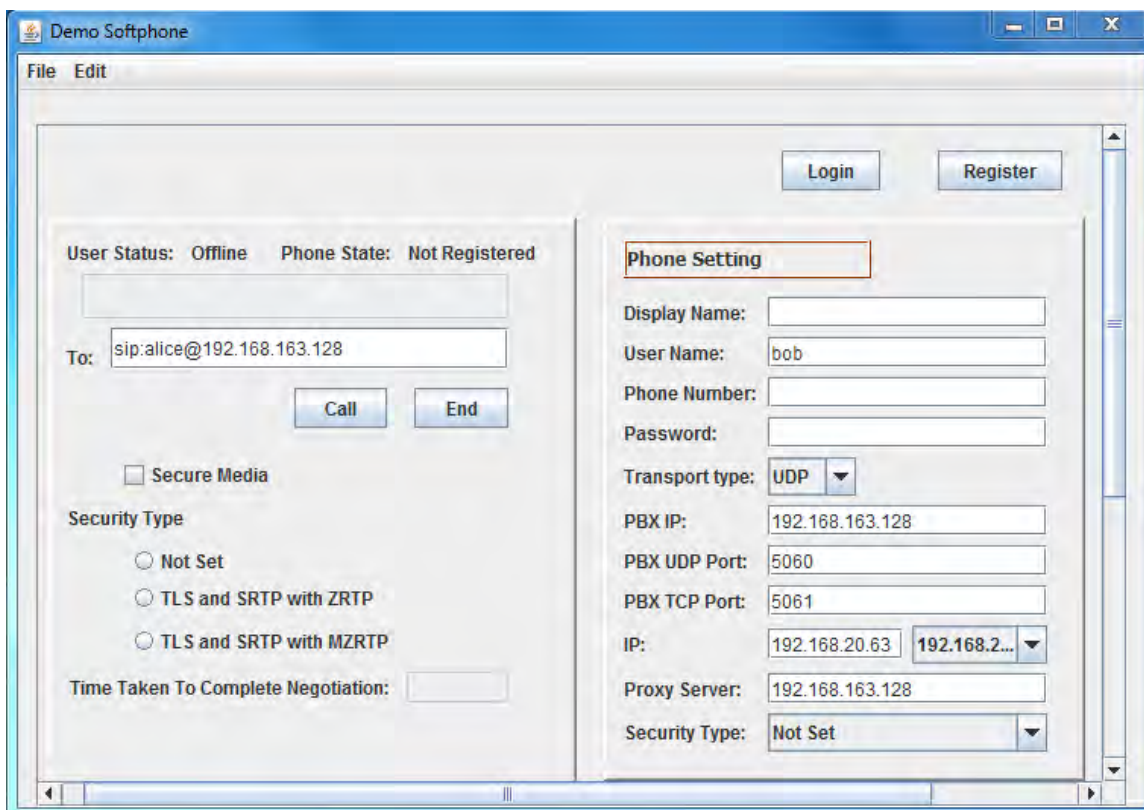 Demo Softphone
File Edit
Login Register
User Status: Offline Phone State: Not Registered
To: sip:alice@192.168.163.128
Call End
Secure Media
Security Type
Not Set
TLS and SRTP with ZRTP
TLS and SRTP with MZRTP
Time Taken To Complete Negotiation:
Phone Setting
Display Name:
User Name: bob
Phone Number:
Password:
Transport type: UDP
PBX IP: 192.168.163.128
PBX UDP Port: 5060
PBX TCP Port: 5061
IP: 192.168.20.63 192.168.2...
Proxy Server: 192.168.163.128
Security Type: Not Set